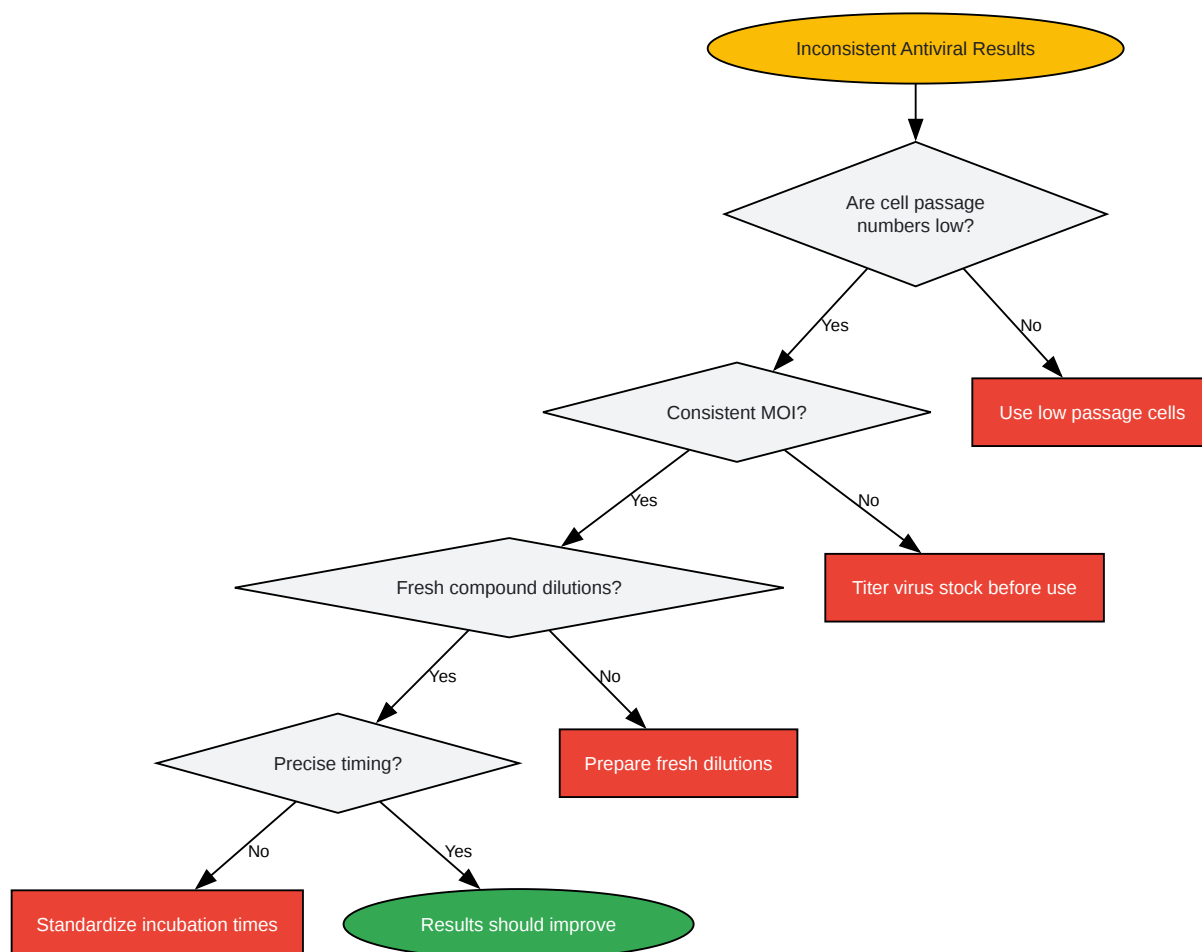 Inconsistent Antiviral Results
Are cell passage
numbers low?
Yes
No
Consistent MOI?
Use low passage cells
Yes
No
Fresh compound dilutions?
Titer virus stock before use
Yes
No
Precise timing?
Prepare fresh dilutions
No
Yes
Standardize incubation times
Results should improve